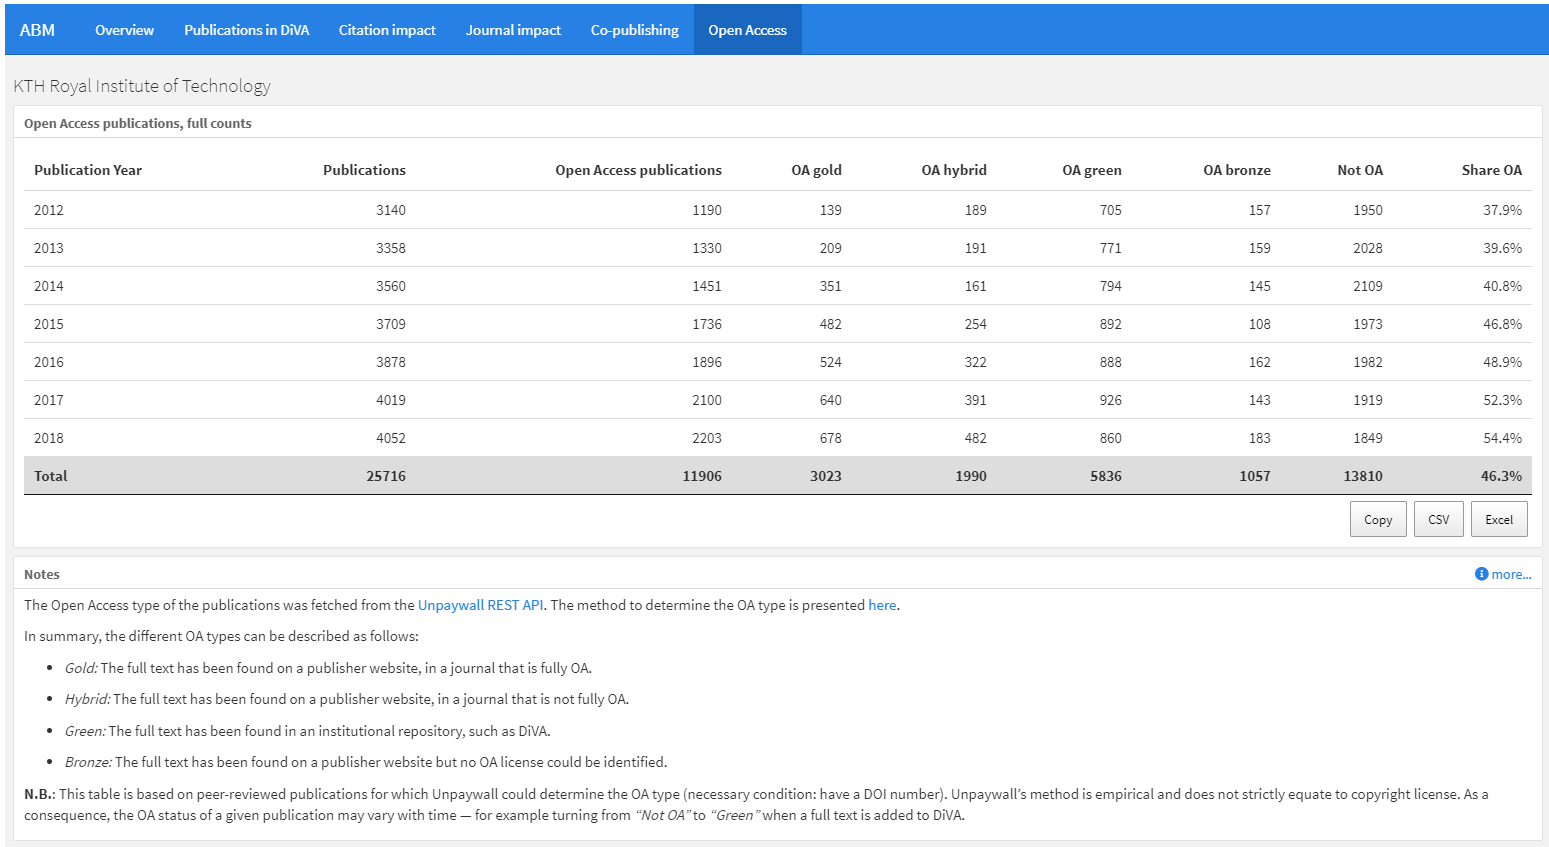 ABM Overview Publications in DiVA Citation impact Journal impact Co-publishing Open Access
KTH Royal Institute of Technology
Open Access publications, full counts
Publication Year Publications Open Access publications OA gold OA hybrid OA green OA bronze Not OA Share OA
2012 3140 1190 139 189 705 157 1950 37.9%
2013 3358 1330 209 191 771 159 2028 39.6%
2014 3560 1451 351 161 794 145 2109 40.8%
2015 3709 1736 482 254 892 108 1973 46.8%
2016 3878 1896 524 322 888 162 1982 48.9%
2017 4019 2100 640 391 926 143 1919 52.3%
2018 4052 2203 678 482 860 183 1849 54.4%
Total 25716 11906 3023 1990 5836 1057 13810 46.3%
Copy CSV Excel
Notes more...
The Open Access type of the publications was fetched from the Unpaywall REST API. The method to determine the OA type is presented here.
In summary, the different OA types can be described as follows:
• Gold: The full text has been found on a publisher website, in a journal that is fully OA.
• Hybrid: The full text has been found on a publisher website, in a journal that is not fully OA.
• Green: The full text has been found in an institutional repository, such as DiVA.
• Bronze: The full text has been found on a publisher website but no OA license could be identified.
N.B.: This table is based on peer-reviewed publications for which Unpaywall could determine the OA type (necessary condition: have a DOI number). Unpaywall’s method is empirical and does not strictly equate to copyright license. As a
consequence, the OA status of a given publication may vary with time — for example turning from “Not OA” to “Green” when a full text is added to DiVA.